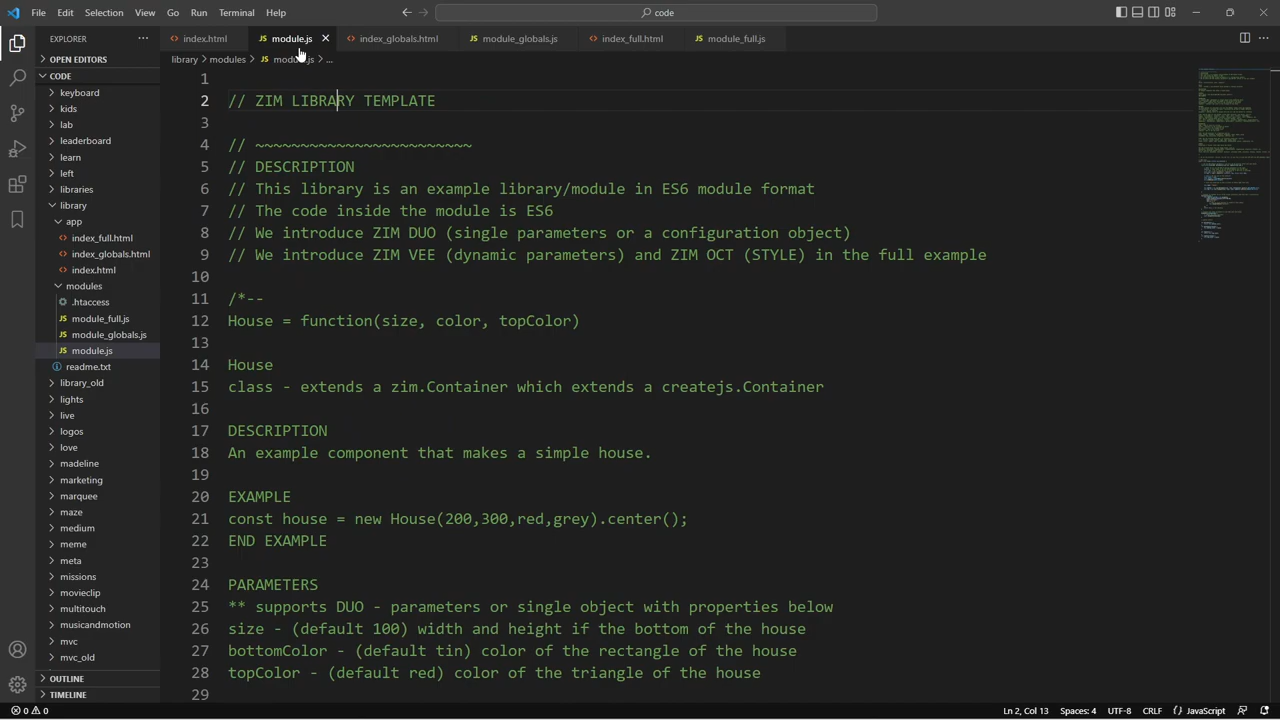 File Edit Selection View Go Run Terminal Help
code
EXPLORER
index.html
module.js
index_globals.html
module_globals.js
index_full.html
module_full.js
OPEN EDITORS
library > modules > module.js > ...
CODE
keyboard
kids
lab
leaderboard
learn
left
libraries
library
app
index_full.html
index_globals.html
index.html
modules
.htaccess
module_full.js
module_globals.js
module.js
readme.txt
library_old
lights
live
logos
love
madeline
marketing
marquee
maze
medium
meme
meta
missions
movieclip
multitouch
musicandmotion
mvc
mvc_old
OUTLINE
TIMELINE
1
2 // ZIM LIBRARY TEMPLATE
3
4 // ~~~~~~~~~~~~~~~~~~~~~~~~
5 // DESCRIPTION
6 // This library is an example library/module in ES6 module format
7 // The code inside the module is ES6
8 // We introduce ZIM DUO (single parameters or a configuration object)
9 // We introduce ZIM VEE (dynamic parameters) and ZIM OCT (STYLE) in the full example
10
11 /*--
12 House = function(size, color, topColor)
13
14 House
15 class - extends a zim.Container which extends a createjs.Container
16
17 DESCRIPTION
18 An example component that makes a simple house.
19
20 EXAMPLE
21 const house = new House(200,300,red,grey).center();
22 END EXAMPLE
23
24 PARAMETERS
25 ** supports DUO - parameters or single object with properties below
26 size - (default 100) width and height if the bottom of the house
27 bottomColor - (default tin) color of the rectangle of the house
28 topColor - (default red) color of the triangle of the house
29
0 0
Ln 2, Col 13 Spaces: 4 UTF-8 CRLF JavaScript